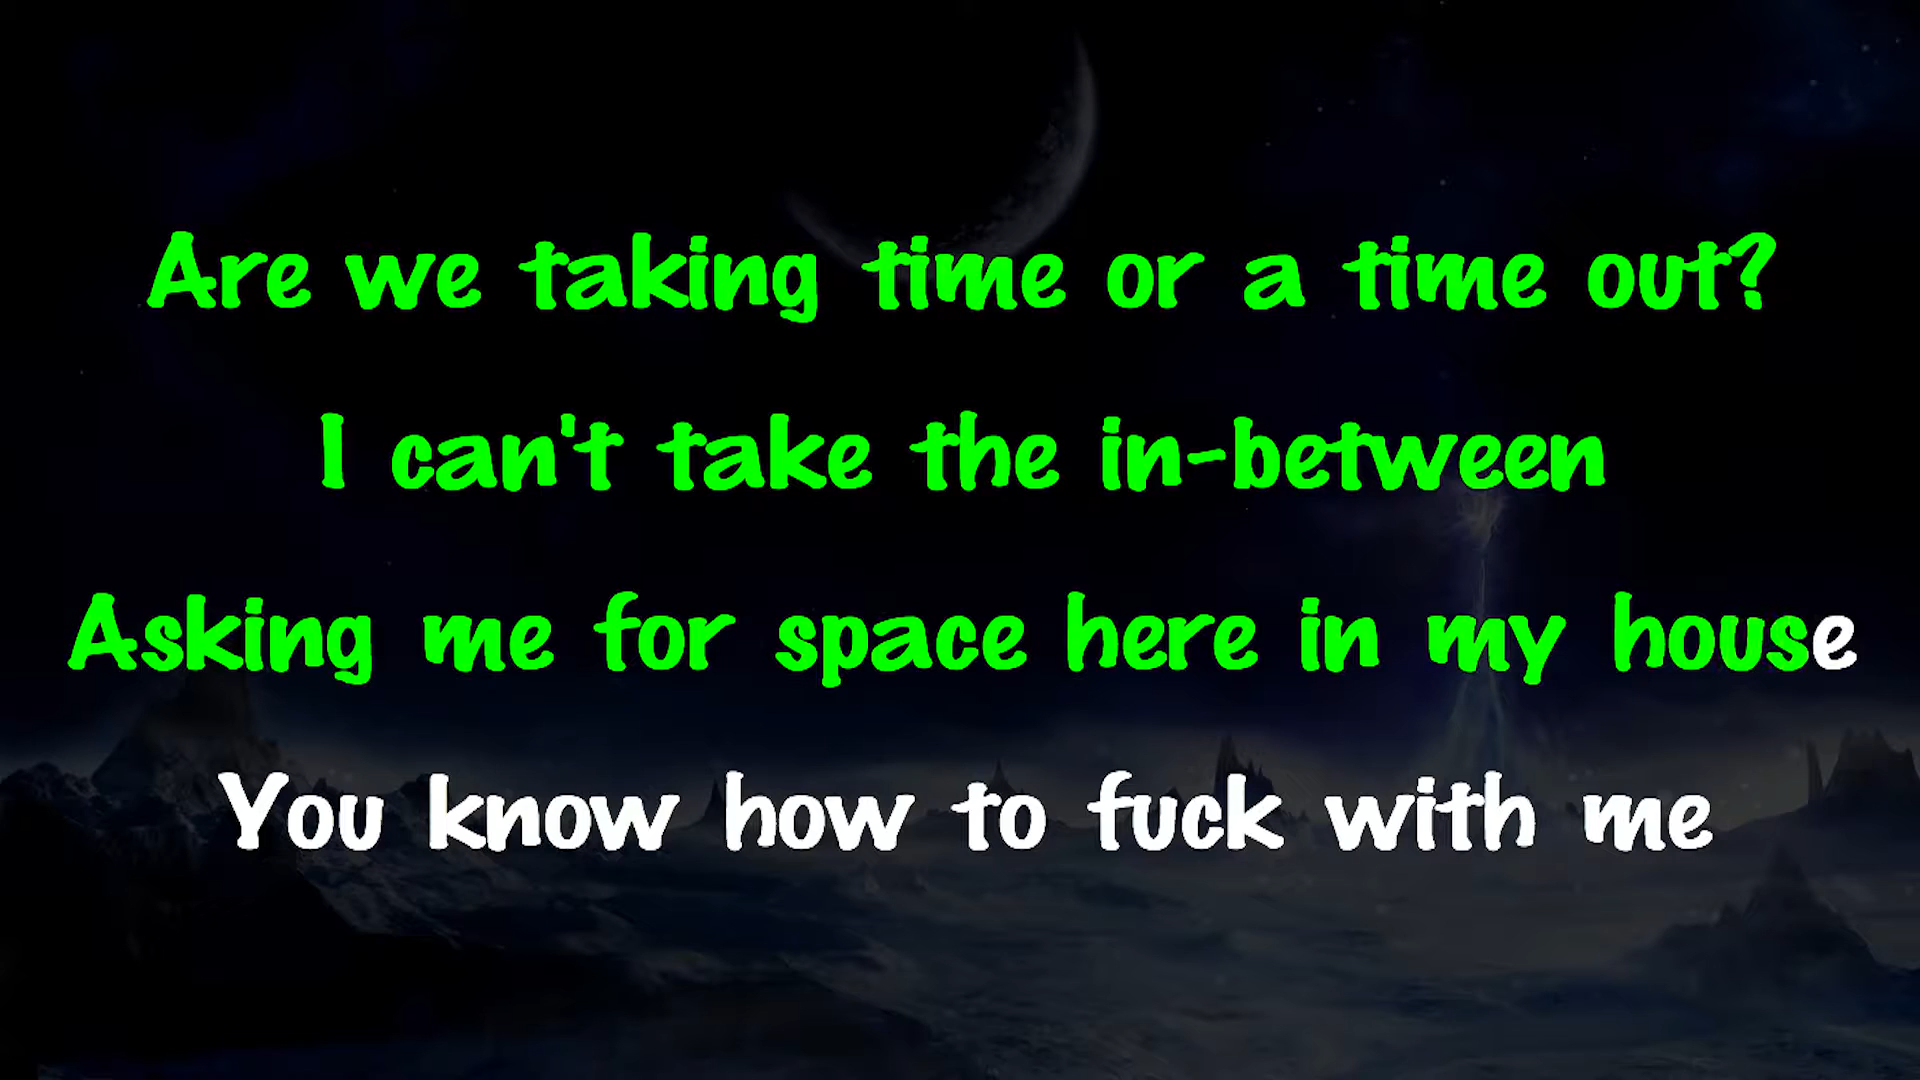 Are we taking time or a time out?
I can't take the in-between
Asking me for space here in my house
You know how to fuck with me